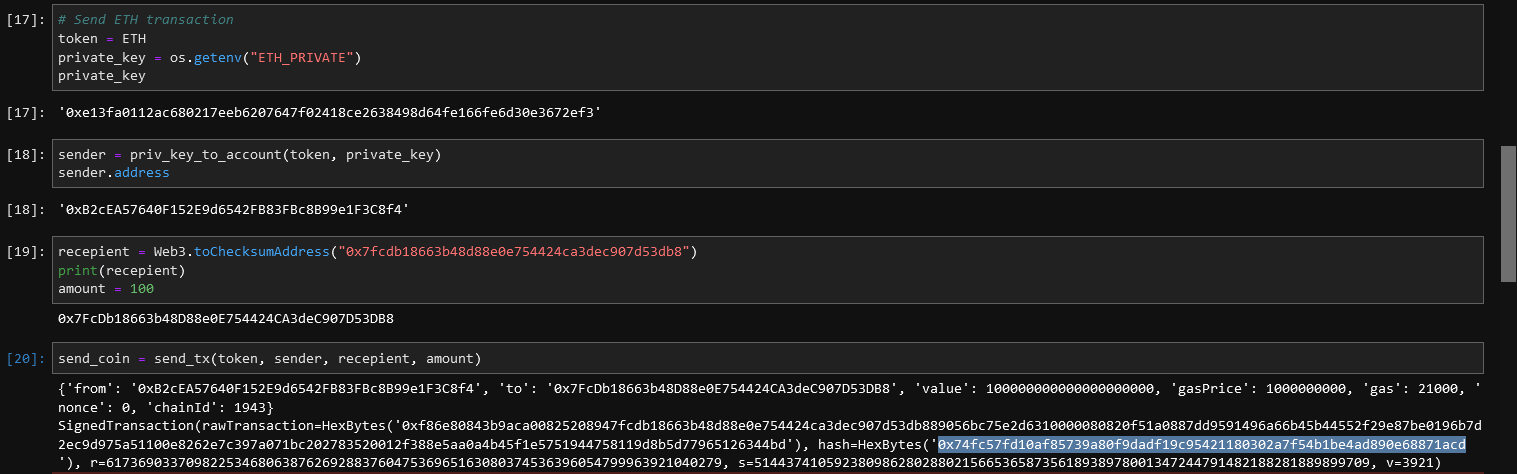 [17]: # Send ETH transaction
token = ETH
private_key = os.getenv("ETH_PRIVATE")
private_key
[17]: '0xe13fa0112ac680217eeb6207647f02418ce2638498d64fe166fe6d30e3672ef3'
[18]: sender = priv_key_to_account(token, private_key)
sender.address
[18]: '0xB2cEA57640F152E9d6542FB83FBc8B99e1F3C8f4'
[19]: recepient = Web3.toChecksumAddress("0x7fcdb18663b48d88e0e754424ca3dec907d53db8")
print(recepient)
amount = 100
0x7FcDb18663b48D88e0E754424CA3deC907D53DB8
[20]: send_coin = send_tx(token, sender, recepient, amount)
{'from': '0xB2cEA57640F152E9d6542FB83FBc8B99e1F3C8f4', 'to': '0x7FcDb18663b48D88e0E754424CA3deC907D53DB8', 'value': 100000000000000000000, 'gasPrice': 1000000000, 'gas': 21000, '
nonce': 0, 'chainId': 1943}
SignedTransaction(rawTransaction=HexBytes('0xf86e80843b9aca00825208947fcdb18663b48d88e0e754424ca3dec907d53db889056bc75e2d6310000080820f51a0887dd9591496a66b45b44552f29e87be0196b7d
2ec9d975a51100e8262e7c397a071bc202783520012f388e5aa0a4b45f1e5751944758119d8b5d77965126344bd'), hash=HexBytes('0x74fc57fd10af85739a80f9dadf19c95421180302a7f54b1be4ad890e68871acd
'), r=61736903370982253468063876269288376047536965163080374536396054799963921040279, s=51443741059238098628028802156653658735618938978001347244791482188281889899709, v=3921)